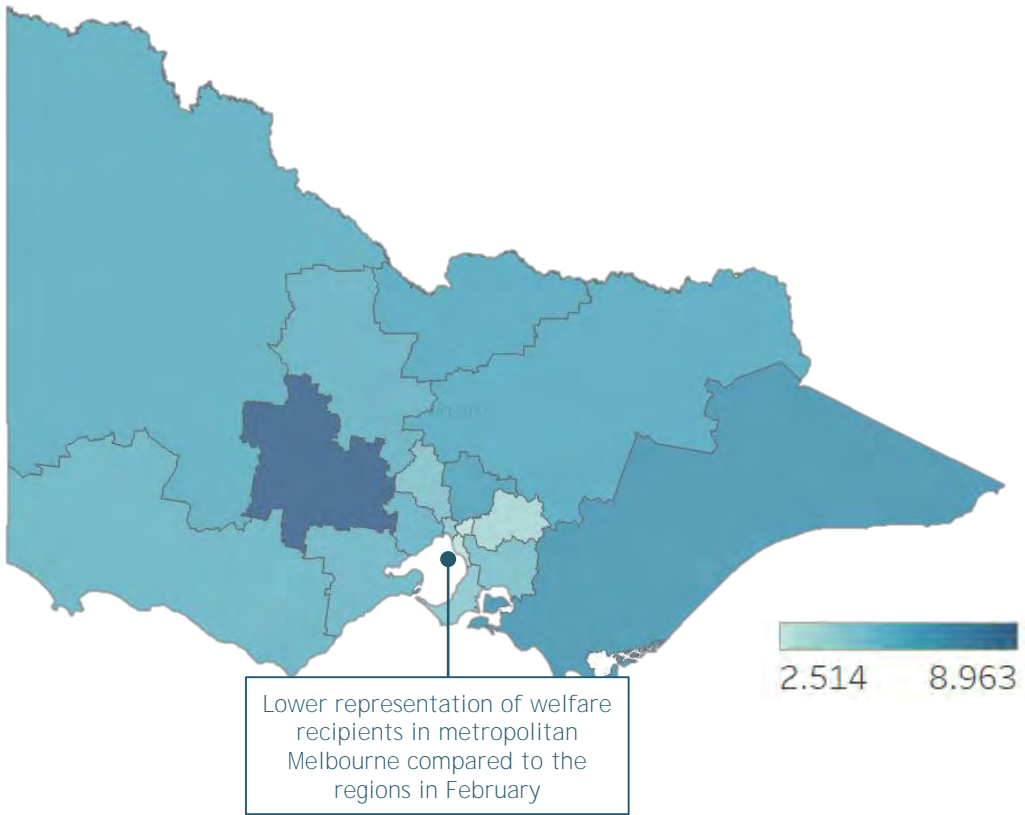 2.514 8.963
Lower representation of welfare
recipients in metropolitan
Melbourne compared to the
regions in February